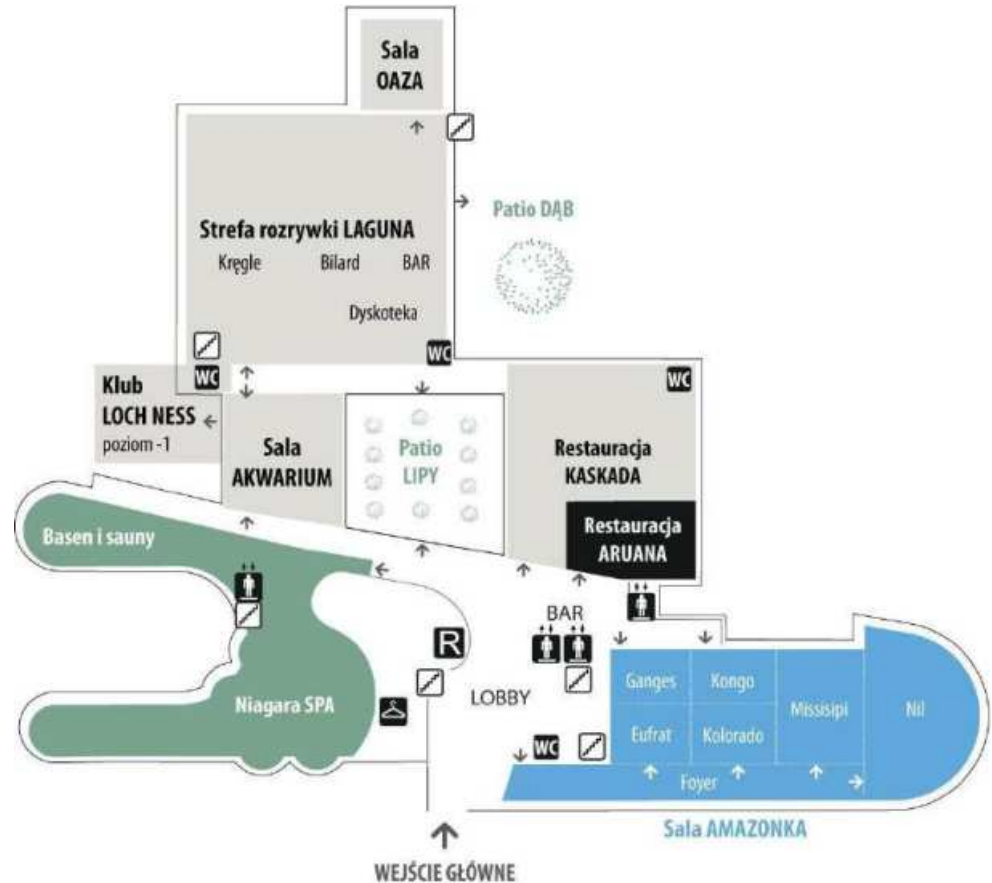 Sala
OAZA
Strefa rozrywki LAGUNA
Kręgle Bilard BAR
Dyskoteka
Patio DĄB
WC
WC
WC
Klub
LOCH NESS
poziom -1
Sala
AKWARIUM
Patio
LIPY
Restauracja
KASKADA
Restauracja
ARUANA
Basen i sauny
BAR
R
LOBBY
Niagara SPA
WC
Ganges Kongo
Missisipi Nil
Eufrat Kolorado
Foyer
Sala AMAZONKA
WEJŚCIE GŁÓWNE